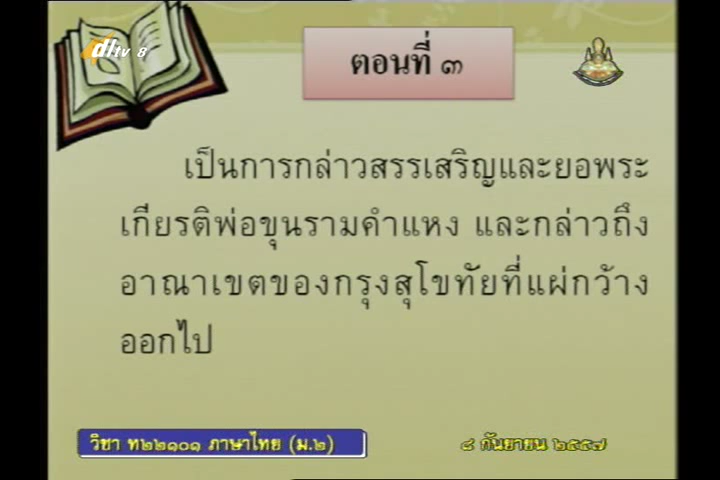 dltv 8
ตอนที่ ๓
เป็นการกล่าวสรรเสริญและยอพระ
เกียรติพ่อขุนรามคำแหง และกล่าวถึง
อาณาเขตของกรุงสุโขทัยที่แผ่กว้าง
ออกไป
วิชา ท๒๒๑๐๑ ภาษาไทย (ม.๒)
๘ กันยายน ๒๕๕๗